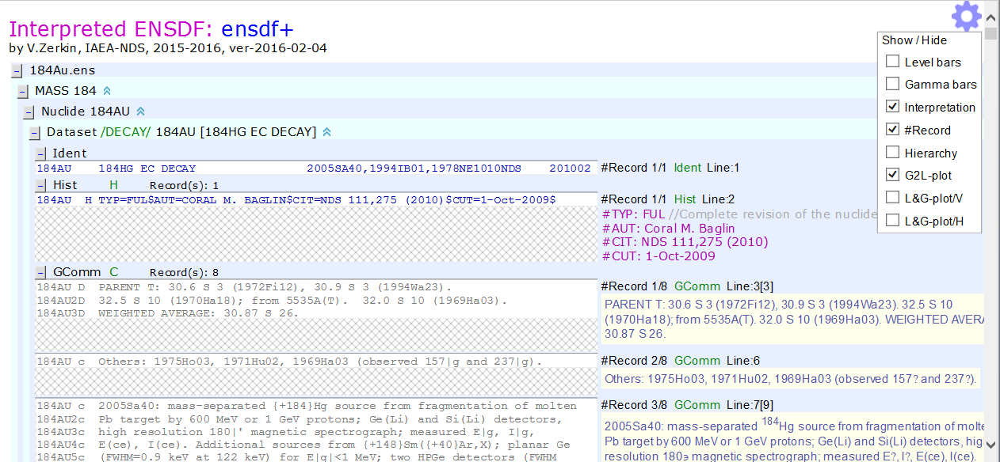 Interpreted ENSDF: ensdf+
by V.Zerkin, IAEA-NDS, 2015-2016, ver-2016-02-04
Show / Hide
Level bars
Gamma bars
Interpretation
#Record
Hierarchy
G2L-plot
L&G-plot/V
L&G-plot/H
184Au.ens
MASS 184
Nuclide 184AU
Dataset /DECAY/ 184AU [184HG EC DECAY]
Ident
184AU    184HG EC DECAY                2005SA40,1994IB01,1978NE1010NDS    201002
#Record 1/1 Ident Line:1
Hist H Record(s): 1
184AU  H TYP=FUL$AUT=CORAL M. BAGLIN$CIT=NDS 111,275 (2010)$CUT=1-Oct-2009$
#Record 1/1 Hist Line:2
#TYP: FUL //Complete revision of the nuclide
#AUT: Coral M. Baglin
#CIT: NDS 111,275 (2010)
#CUT: 1-Oct-2009
GComm C Record(s): 8
184AU D  PARENT T: 30.6 S 3 (1972Fi12), 30.9 S 3 (1994Wa23).
184AU2D  32.5 S 10 (1970Ha18); from 5535A(T).  32.0 S 10 (1969Ha03).
184AU3D  WEIGHTED AVERAGE: 30.87 S 26.
#Record 1/8 GComm Line:3[3]
PARENT T: 30.6 S 3 (1972Fi12), 30.9 S 3 (1994Wa23). 32.5 S 10
(1970Ha18); from 5535A(T). 32.0 S 10 (1969Ha03). WEIGHTED AVERA
30.87 S 26.
184AU c  Others: 1975Ho03, 1971Hu02, 1969Ha03 (observed 157|g and 237|g).
#Record 2/8 GComm Line:6
Others: 1975Ho03, 1971Hu02, 1969Ha03 (observed 157? and 237?).
184AU c  2005Sa40: mass-separated {+184}Hg source from fragmentation of molten
184AU2c  Pb target by 600 MeV or 1 GeV protons; Ge(Li) and Si(Li) detectors,
184AU3c  high resolution 180|' magnetic spectrograph; measured E|g, I|g,
184AU4c  E(ce), I(ce). Additional sources from {+148}Sm({+40}Ar,X); planar Ge
184AU5c  (FWHM=0.9 keV at 122 keV) for E|g|<1 MeV; two HPGe detectors (FWHM
#Record 3/8 GComm Line:7[9]
2005Sa40: mass-separated 184Hg source from fragmentation of molte
Pb target by 600 MeV or 1 GeV protons; Ge(Li) and Si(Li) detectors, hig
resolution 180э magnetic spectrograph; measured E?, I?, E(ce), I(ce).